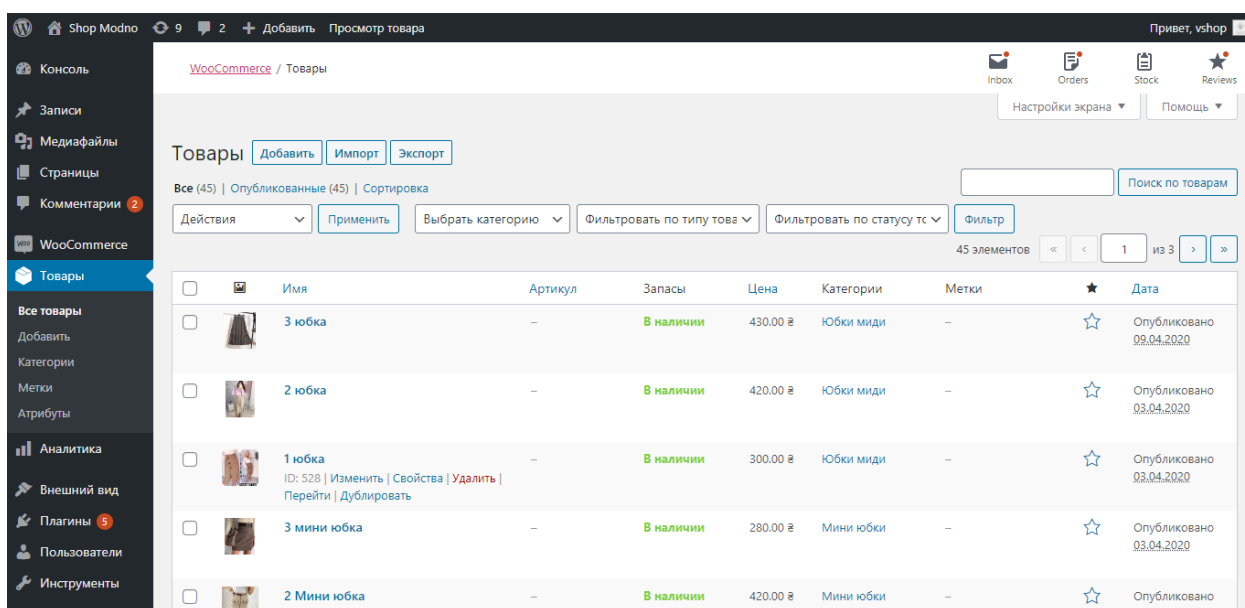 Shop Modno 9 2 Добавить Просмотр товара Привет, vshop
Консоль
Записи
Медиафайлы
Страницы
Комментарии 2
WooCommerce
Товары
Все товары
Добавить
Категории
Метки
Атрибуты
Аналитика
Внешний вид
Плагины 5
Пользователи
Инструменты
WooCommerce / Товары
Inbox Orders Stock Reviews
Настройки экрана ▼ Помощь ▼
Товары Добавить Импорт Экспорт
Все (45) | Опубликованные (45) | Сортировка
Поиск по товарам
Действия Применить Выбрать категорию Фильтровать по типу това Фильтровать по статусу тс Фильтр
45 элементов « ‹ 1 из 3 › »
Имя Артикул Запасы Цена Категории Метки Дата
3 юбка – В наличии 430.00 ₴ Юбки миди – Опубликовано
09.04.2020
2 юбка – В наличии 420.00 ₴ Юбки миди – Опубликовано
03.04.2020
1 юбка – В наличии 300.00 ₴ Юбки миди – Опубликовано
ID: 528 | Изменить | Свойства | Удалить | 03.04.2020
Перейти | Дублировать
3 мини юбка – В наличии 280.00 ₴ Мини юбки – Опубликовано
03.04.2020
2 Мини юбка – В наличии 420.00 ₴ Мини юбки – Опубликовано